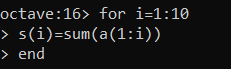 octave:16> for i=1:10
> s(i)=sum(a(1:i))
> end